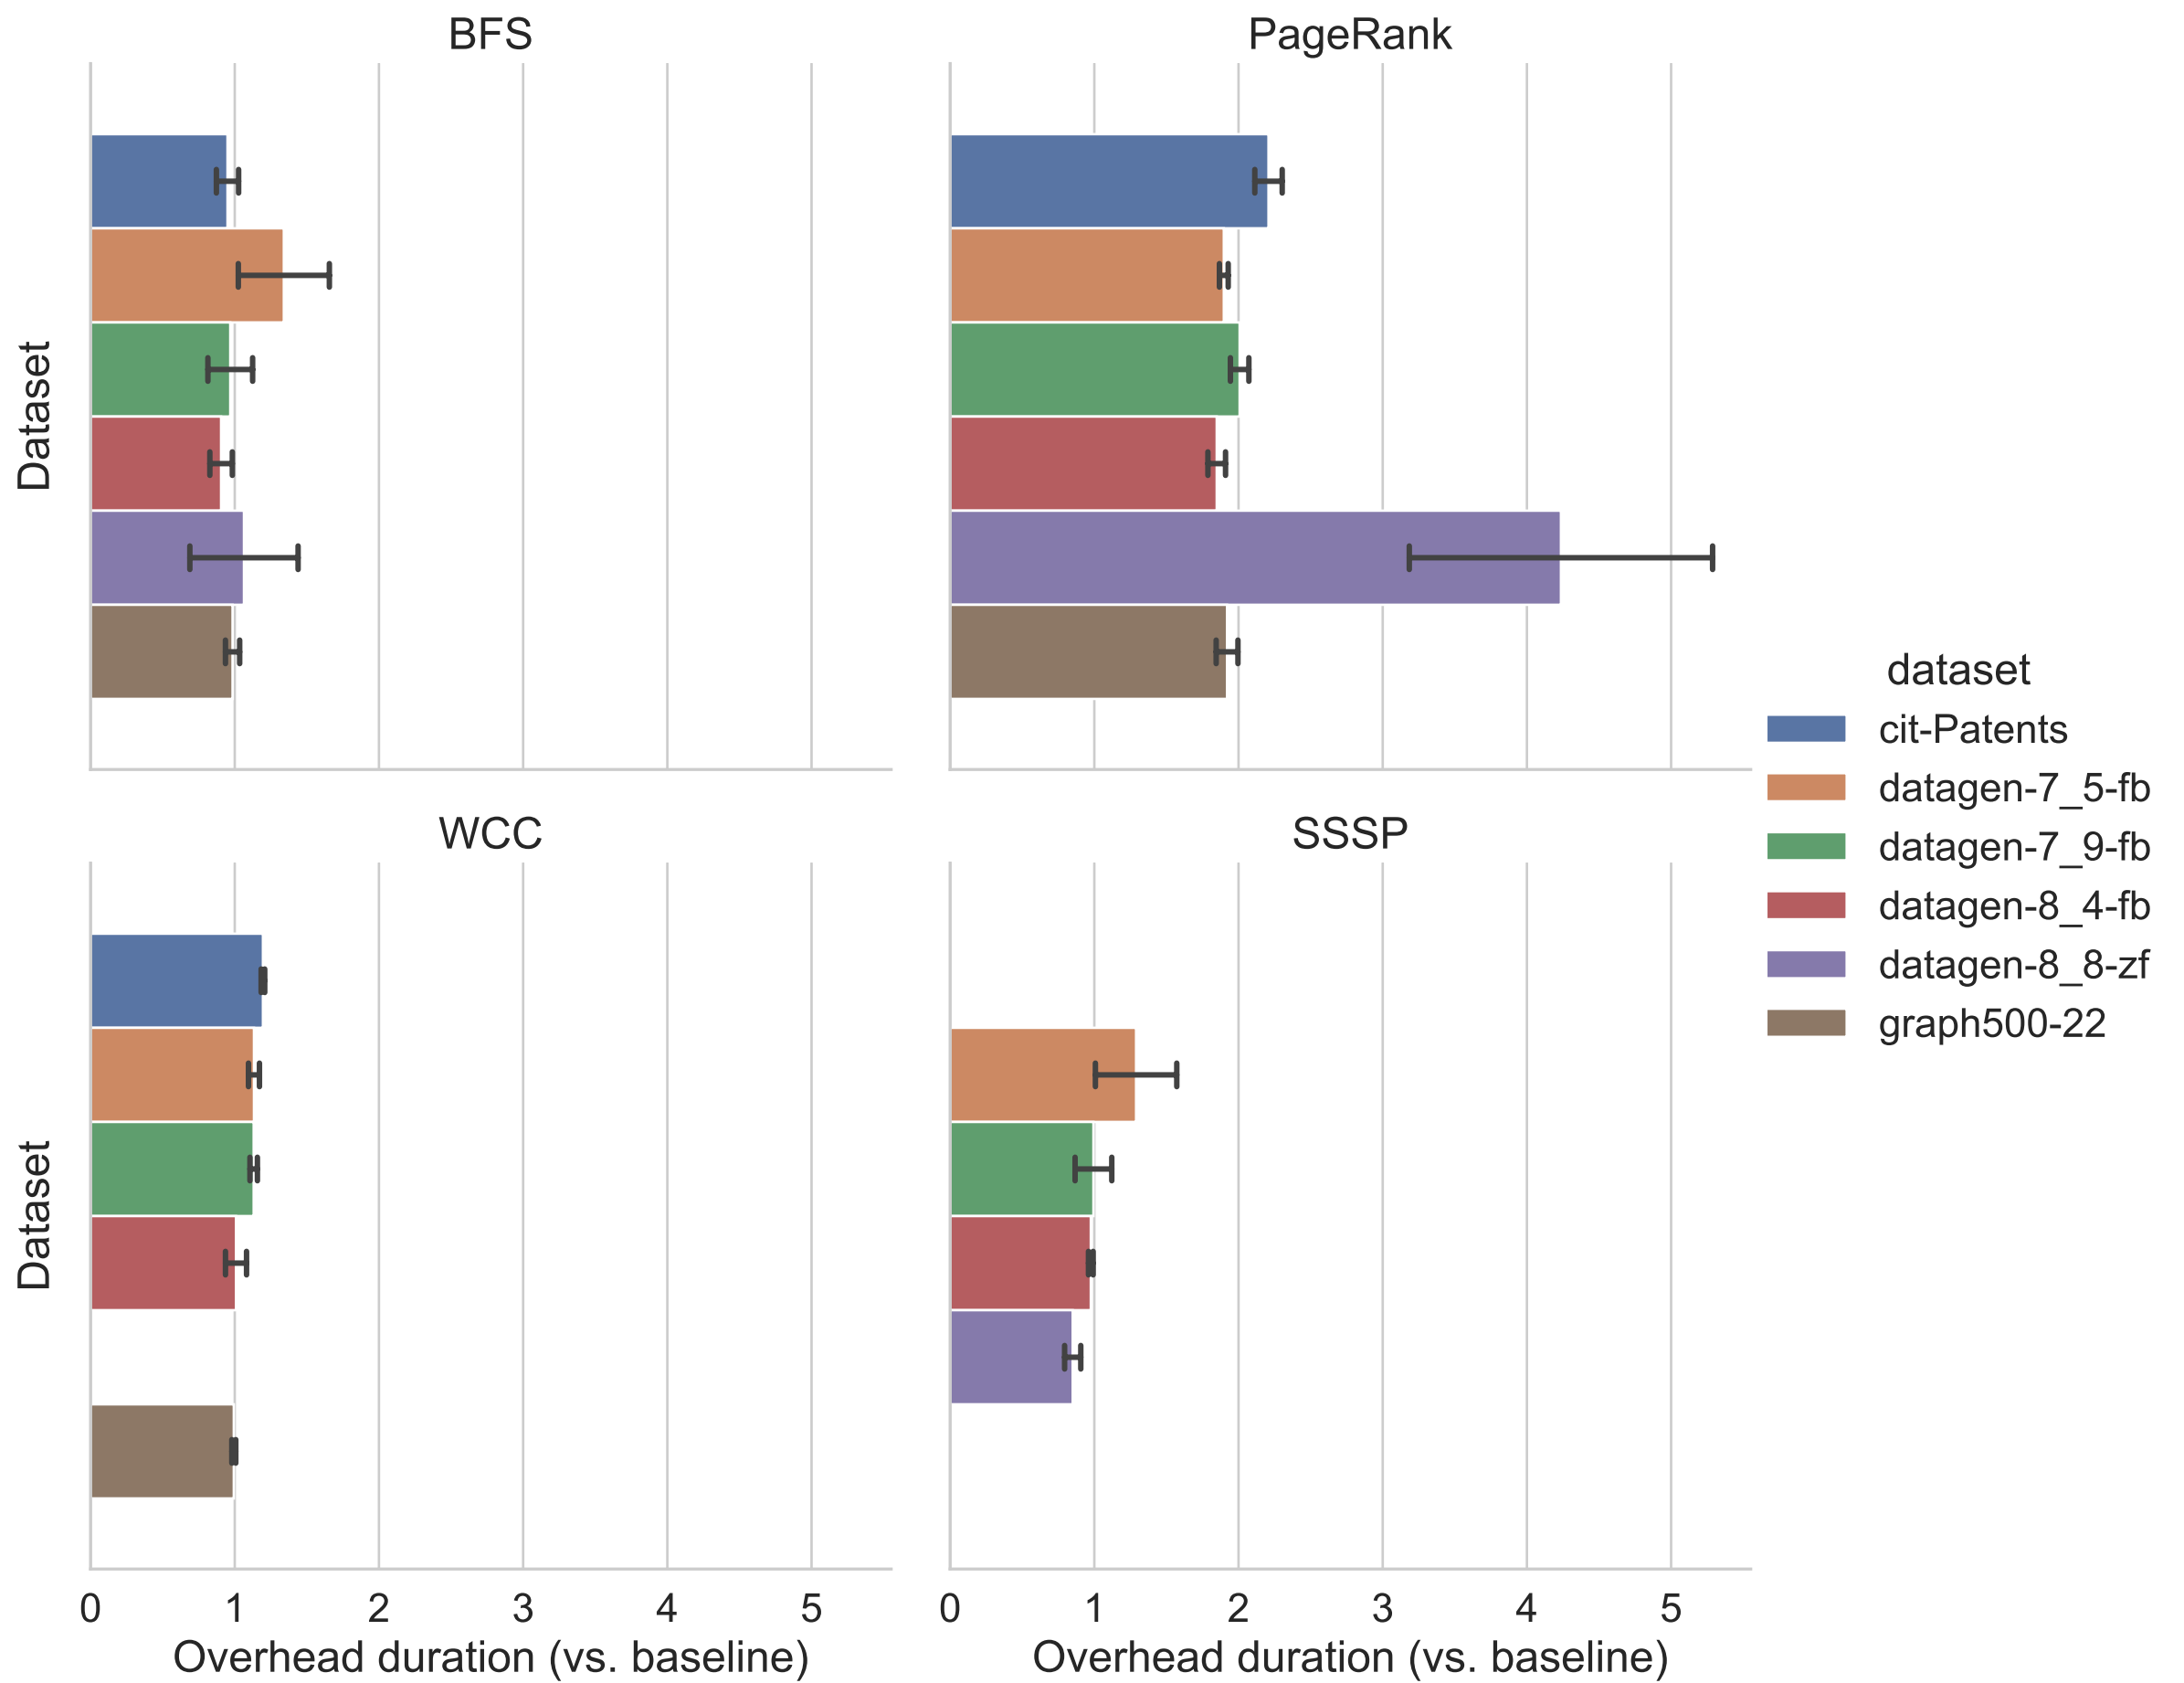 BFS
PageRank
Dataset
WCC
SSSP
Dataset
0 1 2 3 4 5
0 1 2 3 4 5
Overhead duration (vs. baseline)
Overhead duration (vs. baseline)
dataset
cit-Patents
datagen-7_5-fb
datagen-7_9-fb
datagen-8_4-fb
datagen-8_8-zf
graph500-22